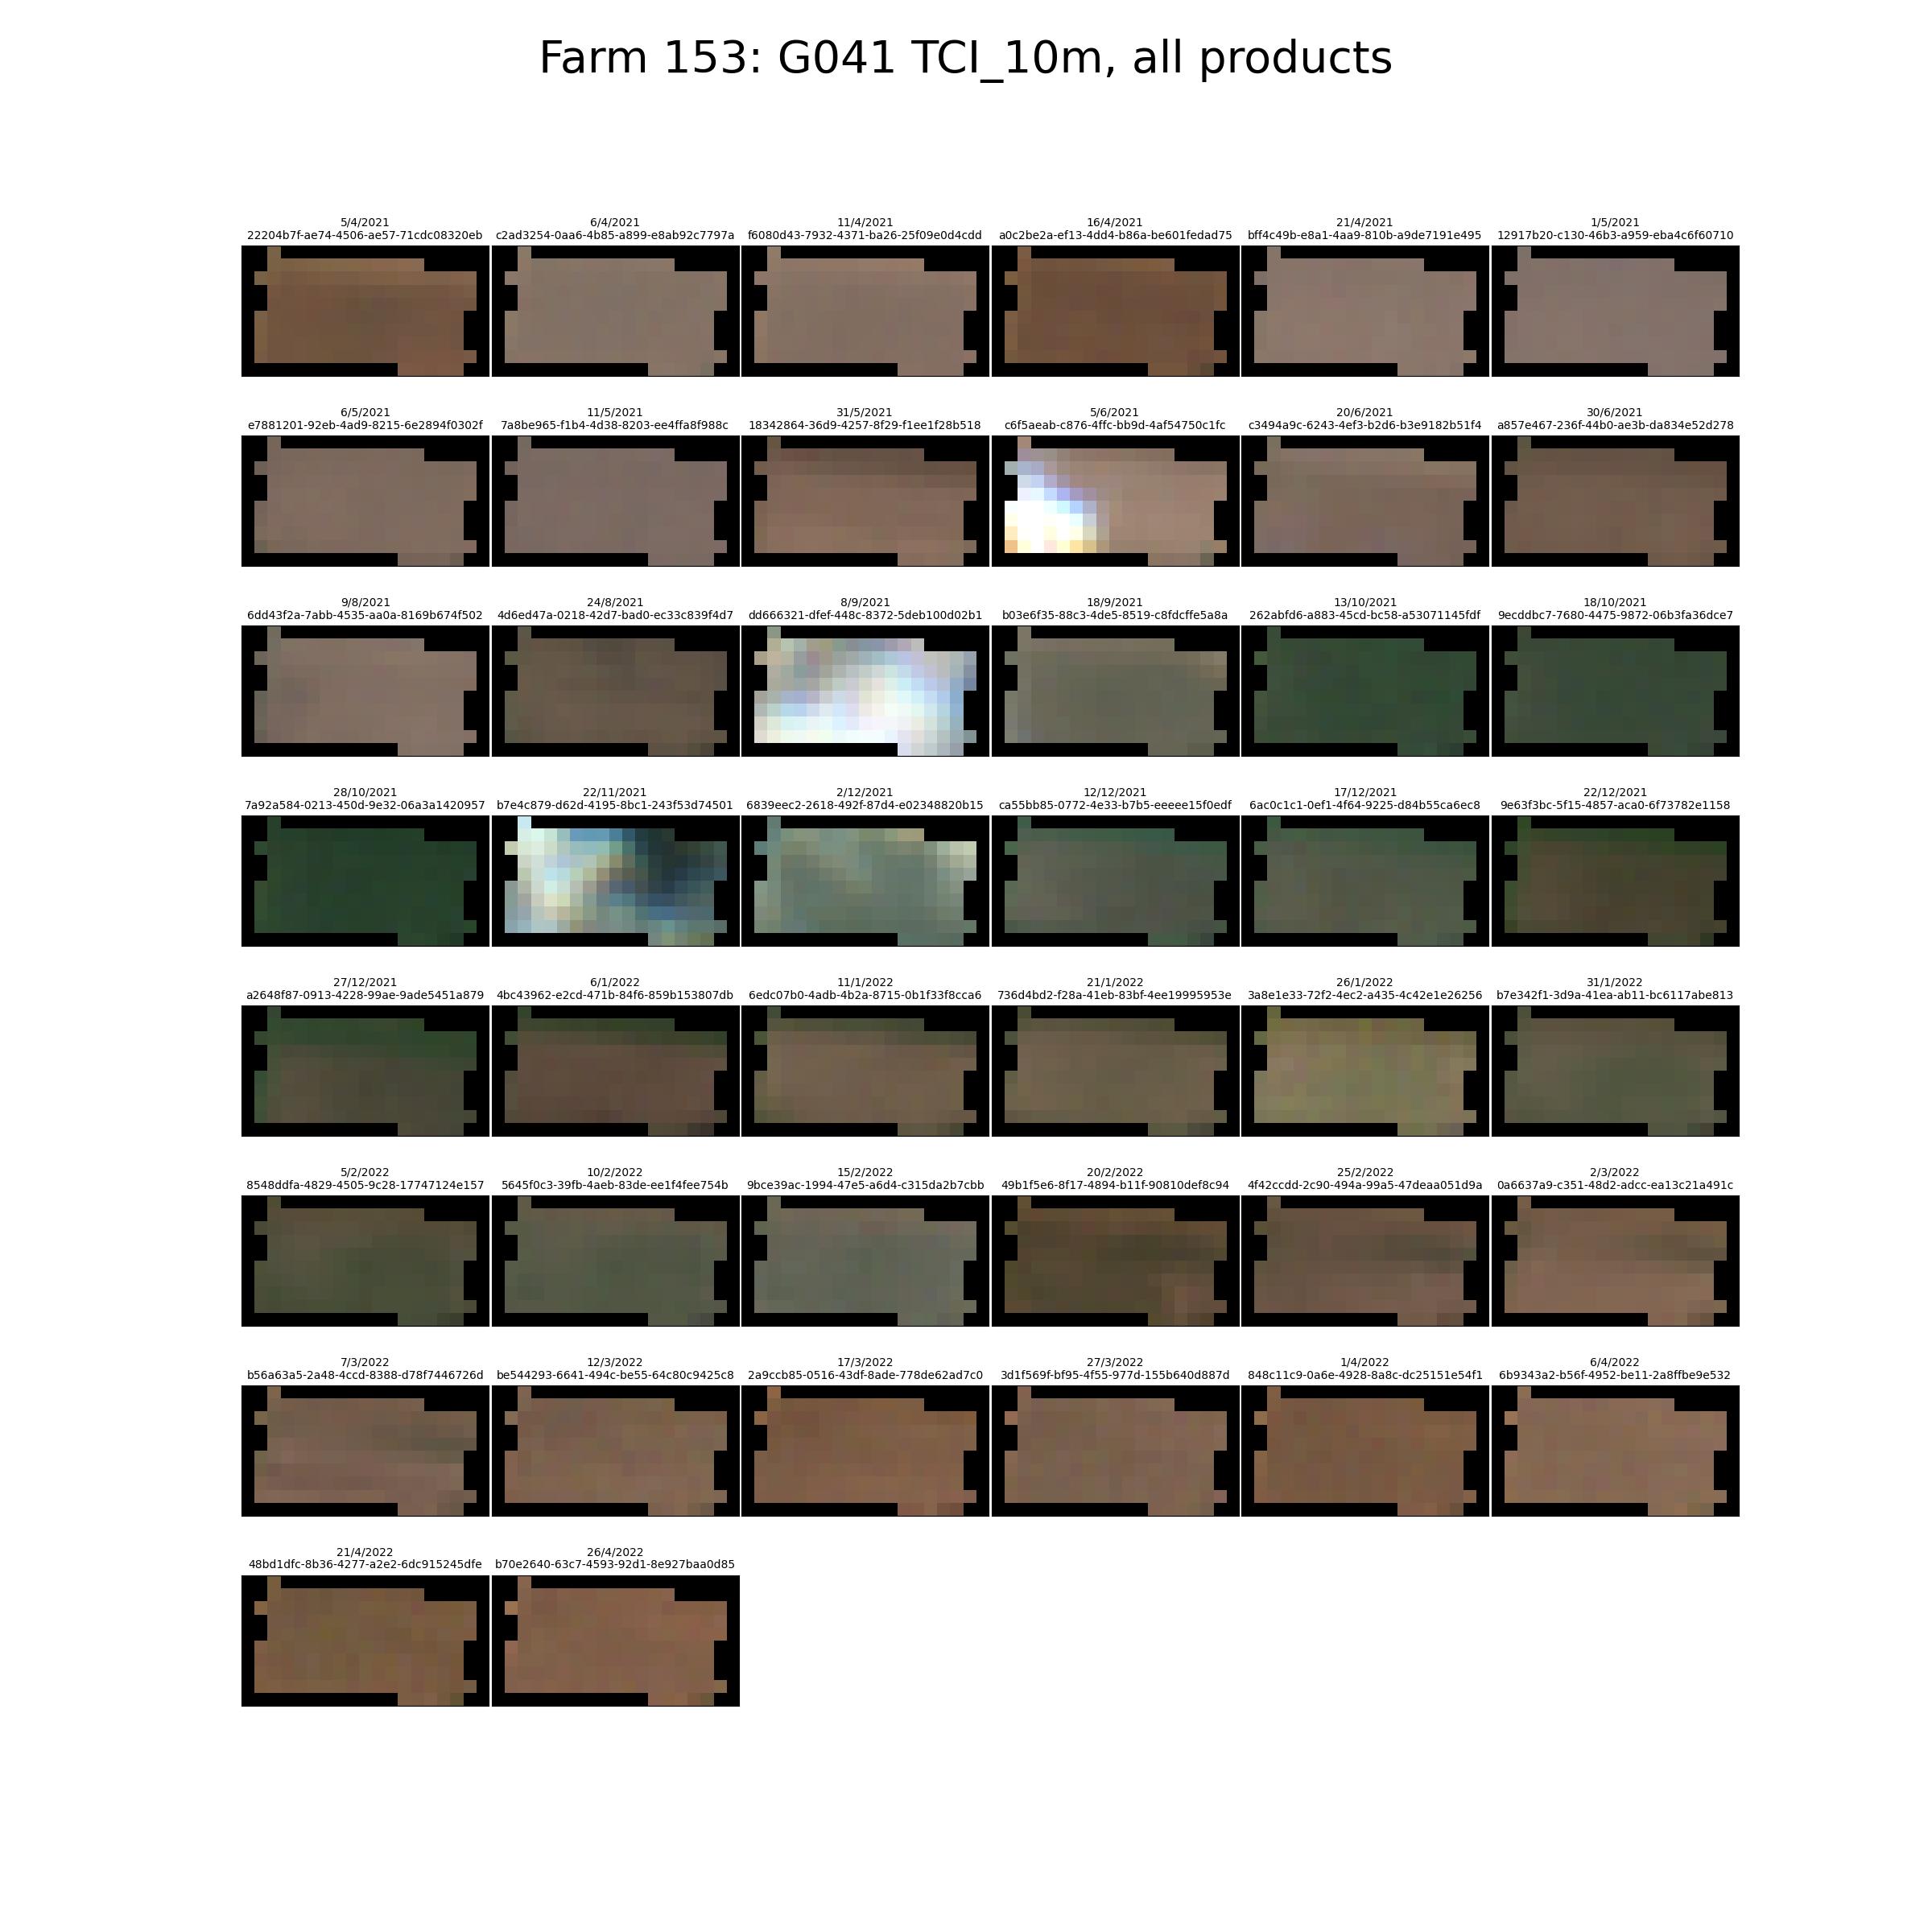 Farm 153: G041 TCI_10m, all products
5/4/2021
22204b7f-ae74-4506-ae57-71cdc08320eb
6/4/2021
c2ad3254-0aa6-4b85-a899-e8ab92c7797a
11/4/2021
f6080d43-7932-4371-ba26-25f09e0d4cdd
16/4/2021
a0c2be2a-ef13-4dd4-b86a-be601fedad75
21/4/2021
bff4c49b-e8a1-4aa9-810b-a9de7191e495
1/5/2021
12917b20-c130-46b3-a959-eba4c6f60710
6/5/2021
e7881201-92eb-4ad9-8215-6e2894f0302f
11/5/2021
7a8be965-f1b4-4d38-8203-ee4ffa8f988c
31/5/2021
18342864-36d9-4257-8f29-f1ee1f28b518
5/6/2021
c6f5aeab-c876-4ffc-bb9d-4af54750c1fc
20/6/2021
c3494a9c-6243-4ef3-b2d6-b3e9182b51f4
30/6/2021
a857e467-236f-44b0-ae3b-da834e52d278
9/8/2021
6dd43f2a-7abb-4535-aa0a-8169b674f502
24/8/2021
4d6ed47a-0218-42d7-bad0-ec33c839f4d7
8/9/2021
dd666321-dfef-448c-8372-5deb100d02b1
18/9/2021
b03e6f35-88c3-4de5-8519-c8fdcffe5a8a
13/10/2021
262abfd6-a883-45cd-bc58-a53071145fdf
18/10/2021
9ecddbc7-7680-4475-9872-06b3fa36dce7
28/10/2021
7a92a584-0213-450d-9e32-06a3a1420957
22/11/2021
b7e4c879-d62d-4195-8bc1-243f53d74501
2/12/2021
6839eec2-2618-492f-87d4-e02348820b15
12/12/2021
ca55bb85-0772-4e33-b7b5-eeeee15f0edf
17/12/2021
6ac0c1c1-0ef1-4f64-9225-d84b55ca6ec8
22/12/2021
9e63f3bc-5f15-4857-aca0-6f73782e1158
27/12/2021
a2648f87-0913-4228-99ae-9ade5451a879
6/1/2022
4bc43962-e2cd-471b-84f6-859b153807db
11/1/2022
6edc07b0-4adb-4b2a-8715-0b1f33f8cca6
21/1/2022
736d4bd2-f28a-41eb-83bf-4ee19995953e
26/1/2022
3a8e1e33-72f2-4ec2-a435-4c42e1e26256
31/1/2022
b7e342f1-3d9a-41ea-ab11-bc6117abe813
5/2/2022
8548ddfa-4829-4505-9c28-17747124e157
10/2/2022
5645f0c3-39fb-4aeb-83de-ee1f4fee754b
15/2/2022
9bce39ac-1994-47e5-a6d4-c315da2b7cbb
20/2/2022
49b1f5e6-8f17-4894-b11f-90810def8c94
25/2/2022
4f42ccdd-2c90-494a-99a5-47deaa051d9a
2/3/2022
0a6637a9-c351-48d2-adcc-ea13c21a491c
7/3/2022
b56a63a5-2a48-4ccd-8388-d78f7446726d
12/3/2022
be544293-6641-494c-be55-64c80c9425c8
17/3/2022
2a9ccb85-0516-43df-8ade-778de62ad7c0
27/3/2022
3d1f569f-bf95-4f55-977d-155b640d887d
1/4/2022
848c11c9-0a6e-4928-8a8c-dc25151e54f1
6/4/2022
6b9343a2-b56f-4952-be11-2a8ffbe9e532
21/4/2022
48bd1dfc-8b36-4277-a2e2-6dc915245dfe
26/4/2022
b70e2640-63c7-4593-92d1-8e927baa0d85